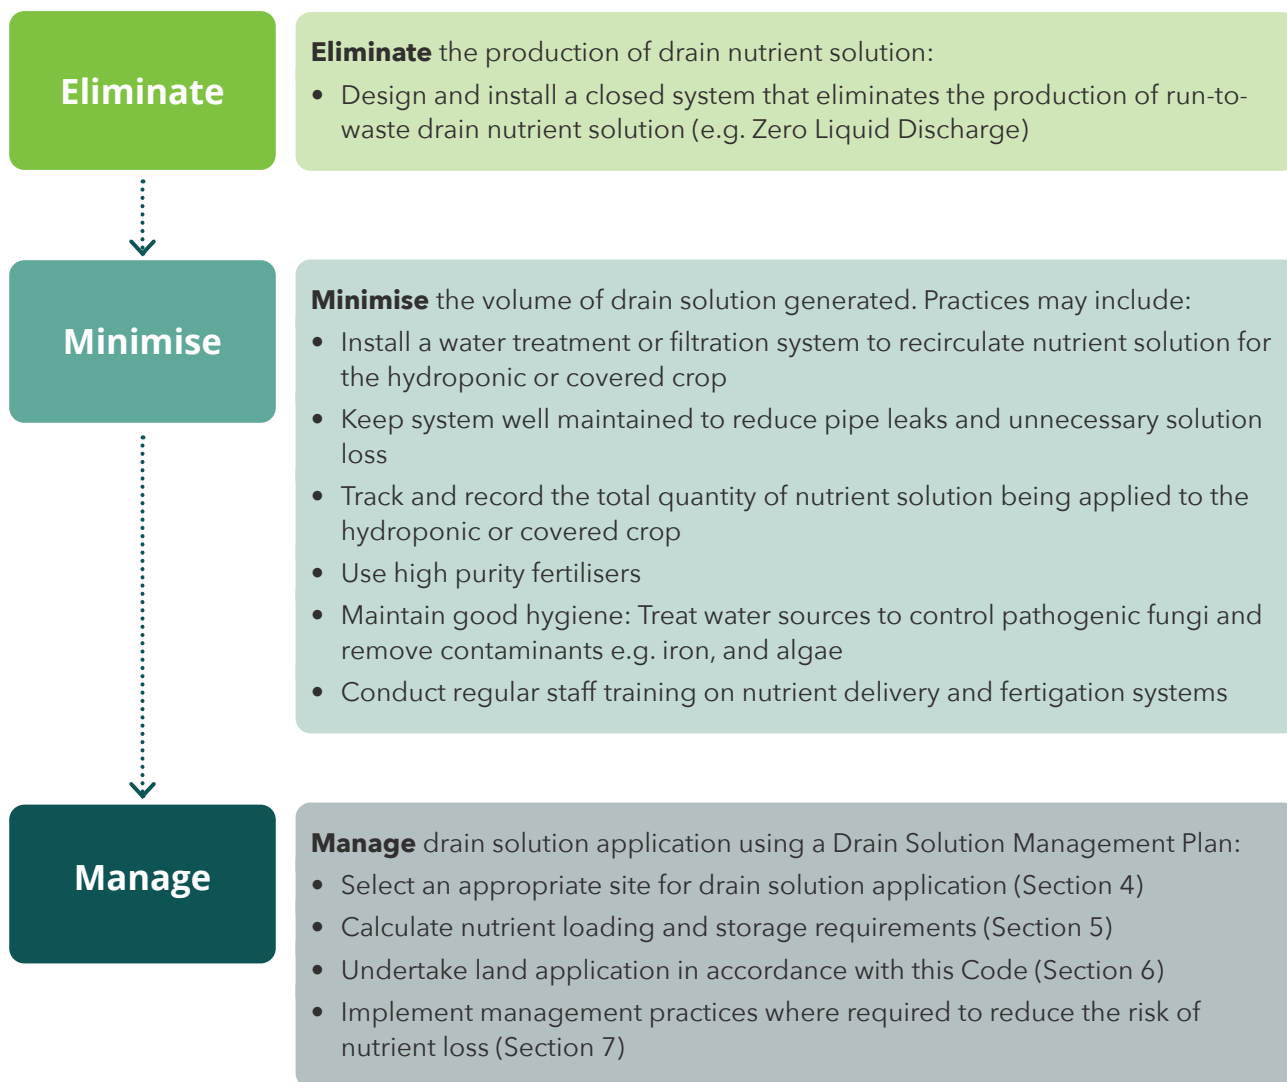 Eliminate
Eliminate the production of drain nutrient solution:
• Design and install a closed system that eliminates the production of run-to-
waste drain nutrient solution (e.g. Zero Liquid Discharge)
Minimise
Minimise the volume of drain solution generated. Practices may include:
• Install a water treatment or filtration system to recirculate nutrient solution for
the hydroponic or covered crop
• Keep system well maintained to reduce pipe leaks and unnecessary solution
loss
• Track and record the total quantity of nutrient solution being applied to the
hydroponic or covered crop
• Use high purity fertilisers
• Maintain good hygiene: Treat water sources to control pathogenic fungi and
remove contaminants e.g. iron, and algae
• Conduct regular staff training on nutrient delivery and fertigation systems
Manage
Manage drain solution application using a Drain Solution Management Plan:
• Select an appropriate site for drain solution application (Section 4)
• Calculate nutrient loading and storage requirements (Section 5)
• Undertake land application in accordance with this Code (Section 6)
• Implement management practices where required to reduce the risk of
nutrient loss (Section 7)